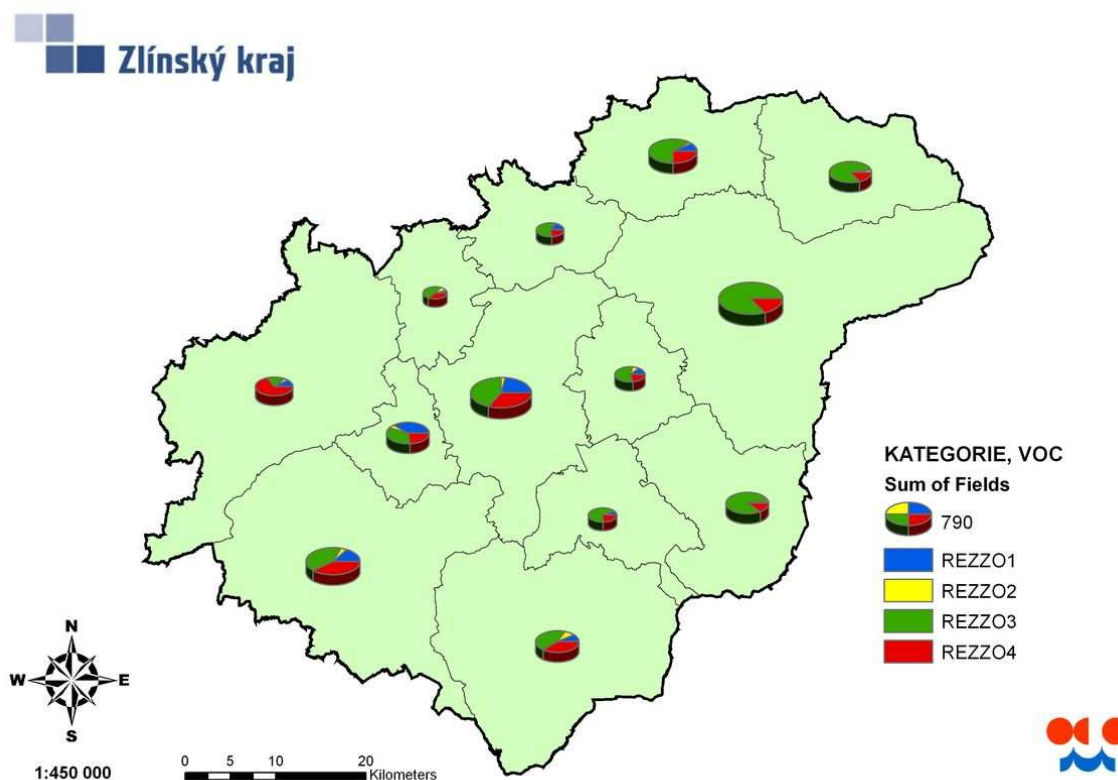 Zlínský kraj
KATEGORIE, VOC
Sum of Fields
790
REZZO1
REZZO2
REZZO3
REZZO4
N
W E
S
1:450 000
0 5 10 20
Kilometers